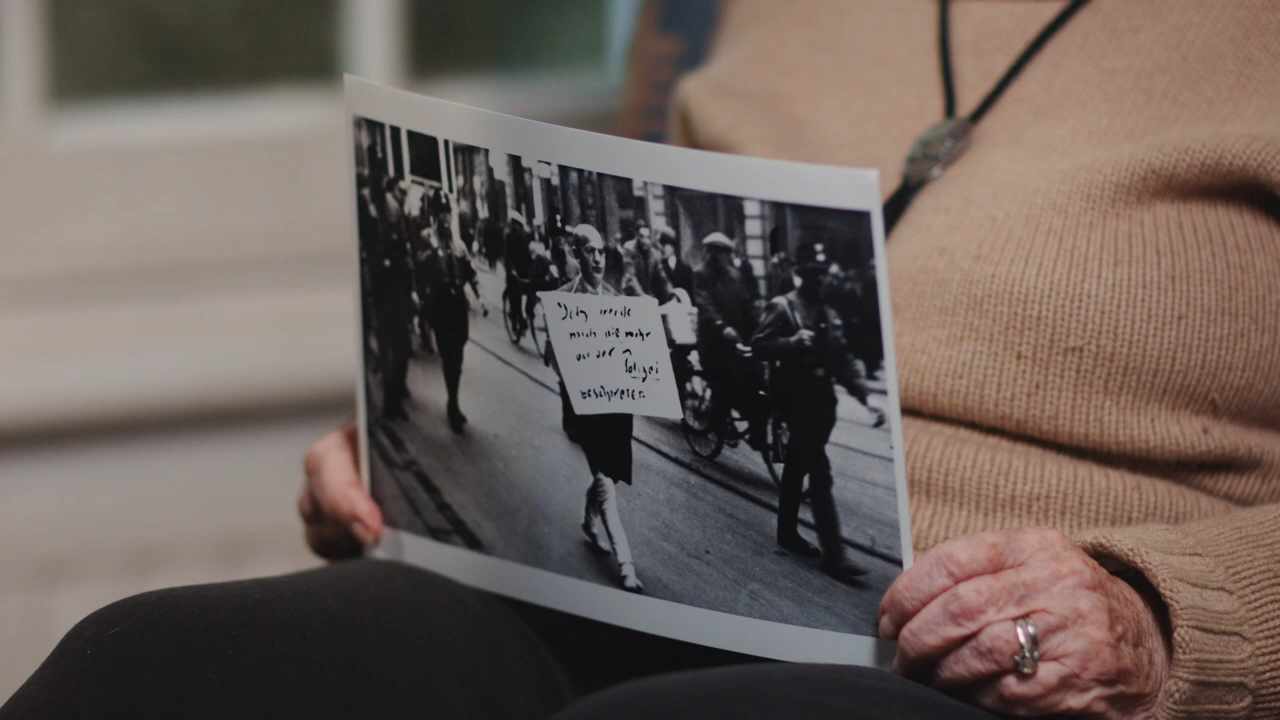 Ich werde
mich nie mehr
bei der
Polizei
beschweren.